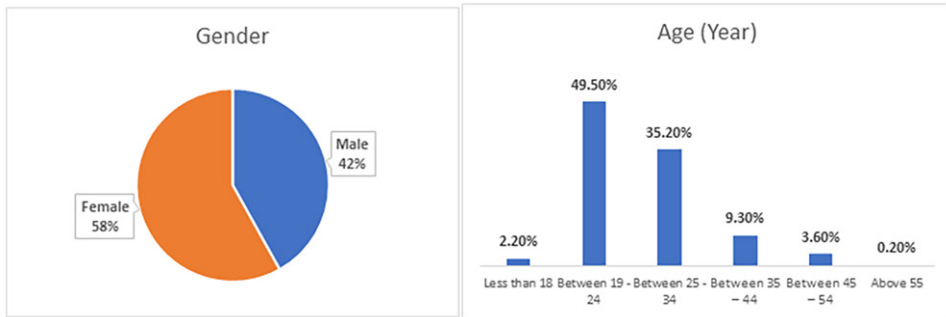 Gender
Male
42%
Female
58%
Age (Year)
49.50%
35.20%
9.30%
3.60%
2.20%
0.20%
Less than 18 Between 19 - Between 25 - Between 35 Between 45 Above 55
24 34 – 44 – 54